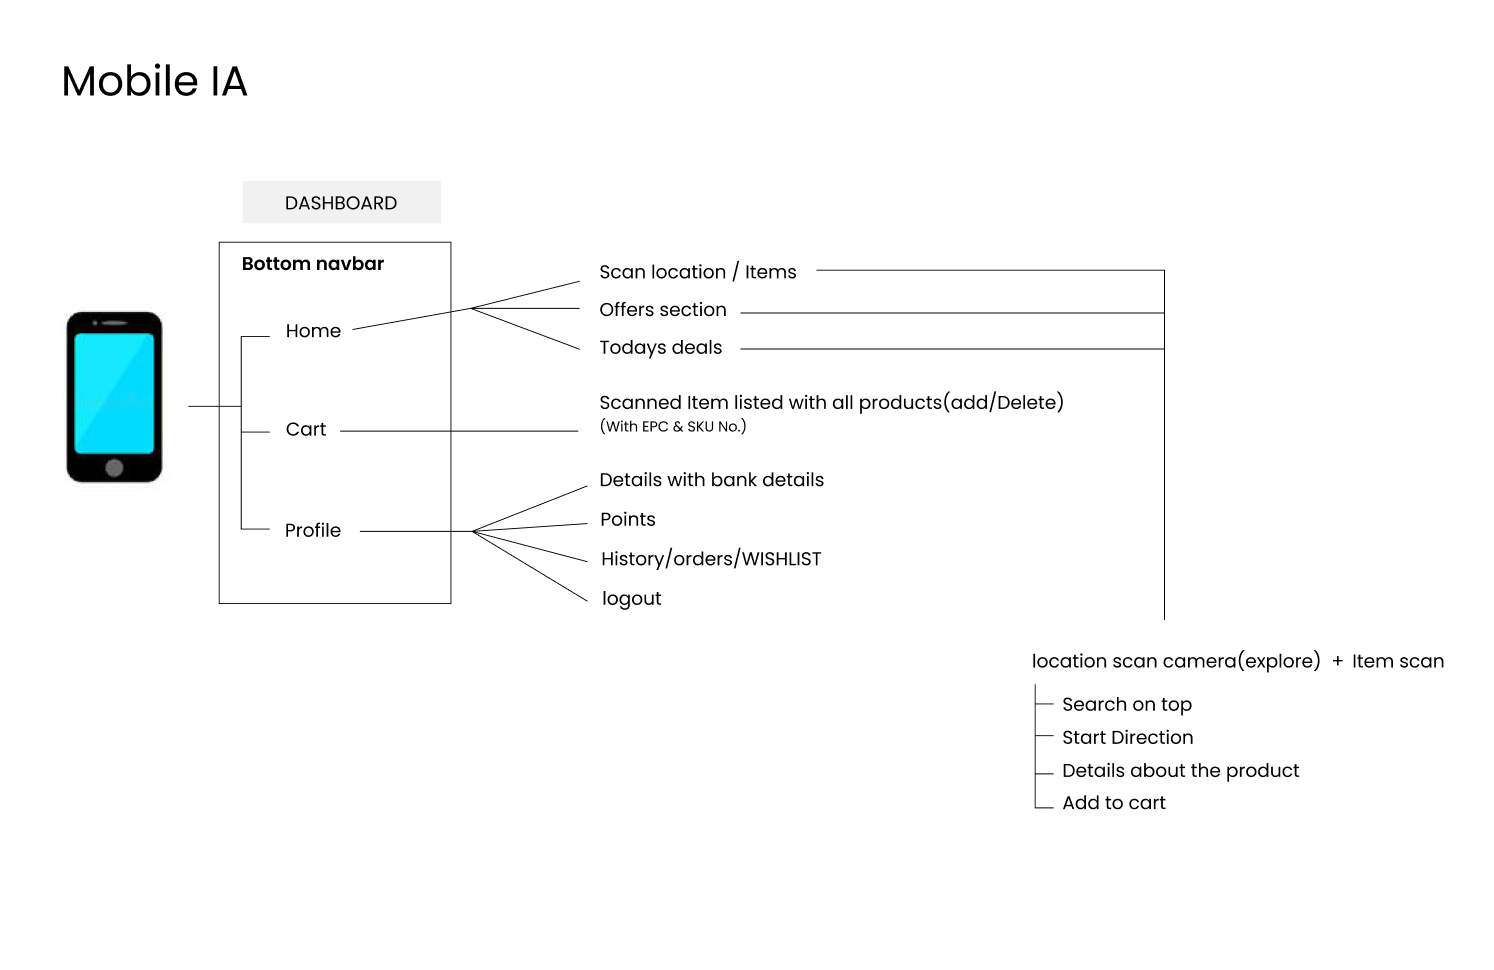 Mobile IA
DASHBOARD
Bottom navbar
Home
Cart
Profile
Scan location / Items
Offers section
Todays deals
Scanned Item listed with all products(add/Delete)
(With EPC & SKU No.)
Details with bank details
Points
History/orders/WISHLIST
logout
location scan camera(explore) + Item scan
Search on top
Start Direction
Details about the product
Add to cart